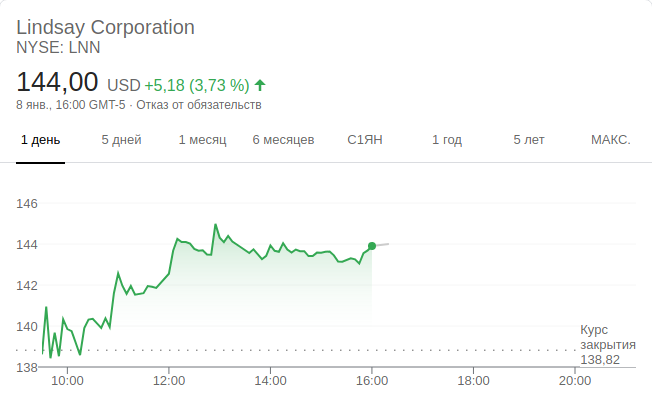 Lindsay Corporation
NYSE: LNN
144,00 USD +5,18 (3,73 %)
8 янв., 16:00 GMT-5 · Отказ от обязательств
1 день 5 дней 1 месяц 6 месяцев С1ЯН 1 год 5 лет МАКС.
146
144
142
140
138
Курс
закрытия
138,82
10:00 12:00 14:00 16:00 18:00 20:00